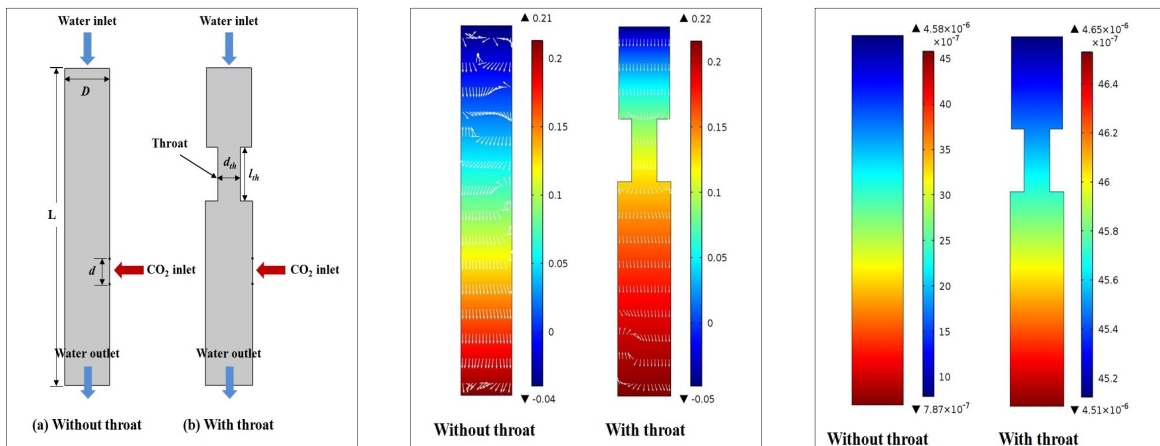 Water inlet
Water inlet
D
Throat
d_th
l_th
L
d
CO₂ inlet
CO₂ inlet
Water outlet
Water outlet
(a) Without throat
(b) With throat
▲ 0.21
0.2
0.15
0.1
0.05
0
▼ -0.04
▲ 0.22
0.2
0.15
0.1
0.05
0
▼ -0.05
Without throat
With throat
▲ 4.58×10⁻⁶
×10⁻⁷
45
40
35
30
25
20
15
10
▼ 7.87×10⁻⁷
▲ 4.65×10⁻⁶
×10⁻⁷
46.4
46.2
46
45.8
45.6
45.4
45.2
▼ 4.51×10⁻⁶
Without throat
With throat